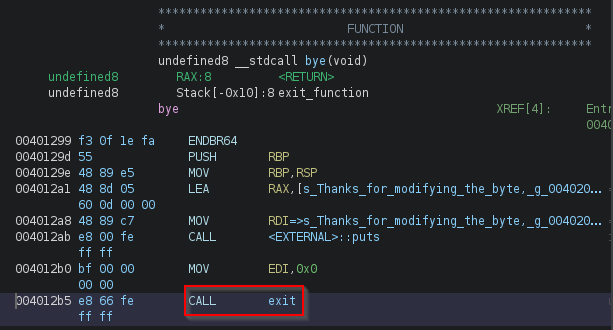 ************************************************************
* FUNCTION *
************************************************************
undefined8 __stdcall bye(void)
undefined8 RAX:8 <RETURN>
undefined8 Stack[-0x10]:8 exit_function
bye XREF[4]: Entr
0040
00401299 f3 0f 1e fa ENDBR64
0040129d 55 PUSH RBP
0040129e 48 89 e5 MOV RBP,RSP
004012a1 48 8d 05 LEA RAX,[s_Thanks_for_modifying_the_byte,_g_004020... =
60 0d 00 00
004012a8 48 89 c7 MOV RDI=>s_Thanks_for_modifying_the_byte,_g_004020... =
004012ab e8 00 fe CALL <EXTERNAL>::puts
ff ff
004012b0 bf 00 00 MOV EDI,0x0
00 00
004012b5 e8 66 fe CALL exit
ff ff